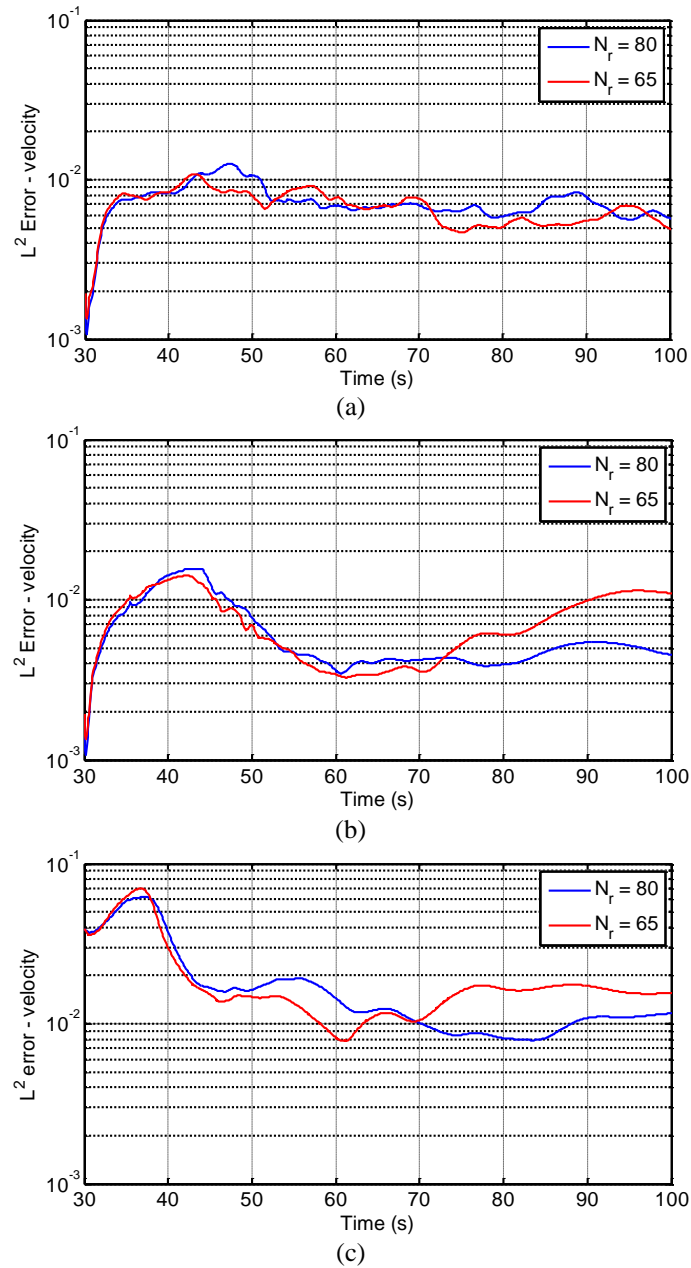 10^-1
N_r = 80
N_r = 65
L^2 Error - velocity
10^-2
10^-3
30 40 50 60 70 80 90 100
Time (s)
(a)
10^-1
N_r = 80
N_r = 65
L^2 Error - velocity
10^-2
10^-3
30 40 50 60 70 80 90 100
Time (s)
(b)
10^-1
N_r = 80
N_r = 65
L^2 error - velocity
10^-2
10^-3
30 40 50 60 70 80 90 100
Time (s)
(c)